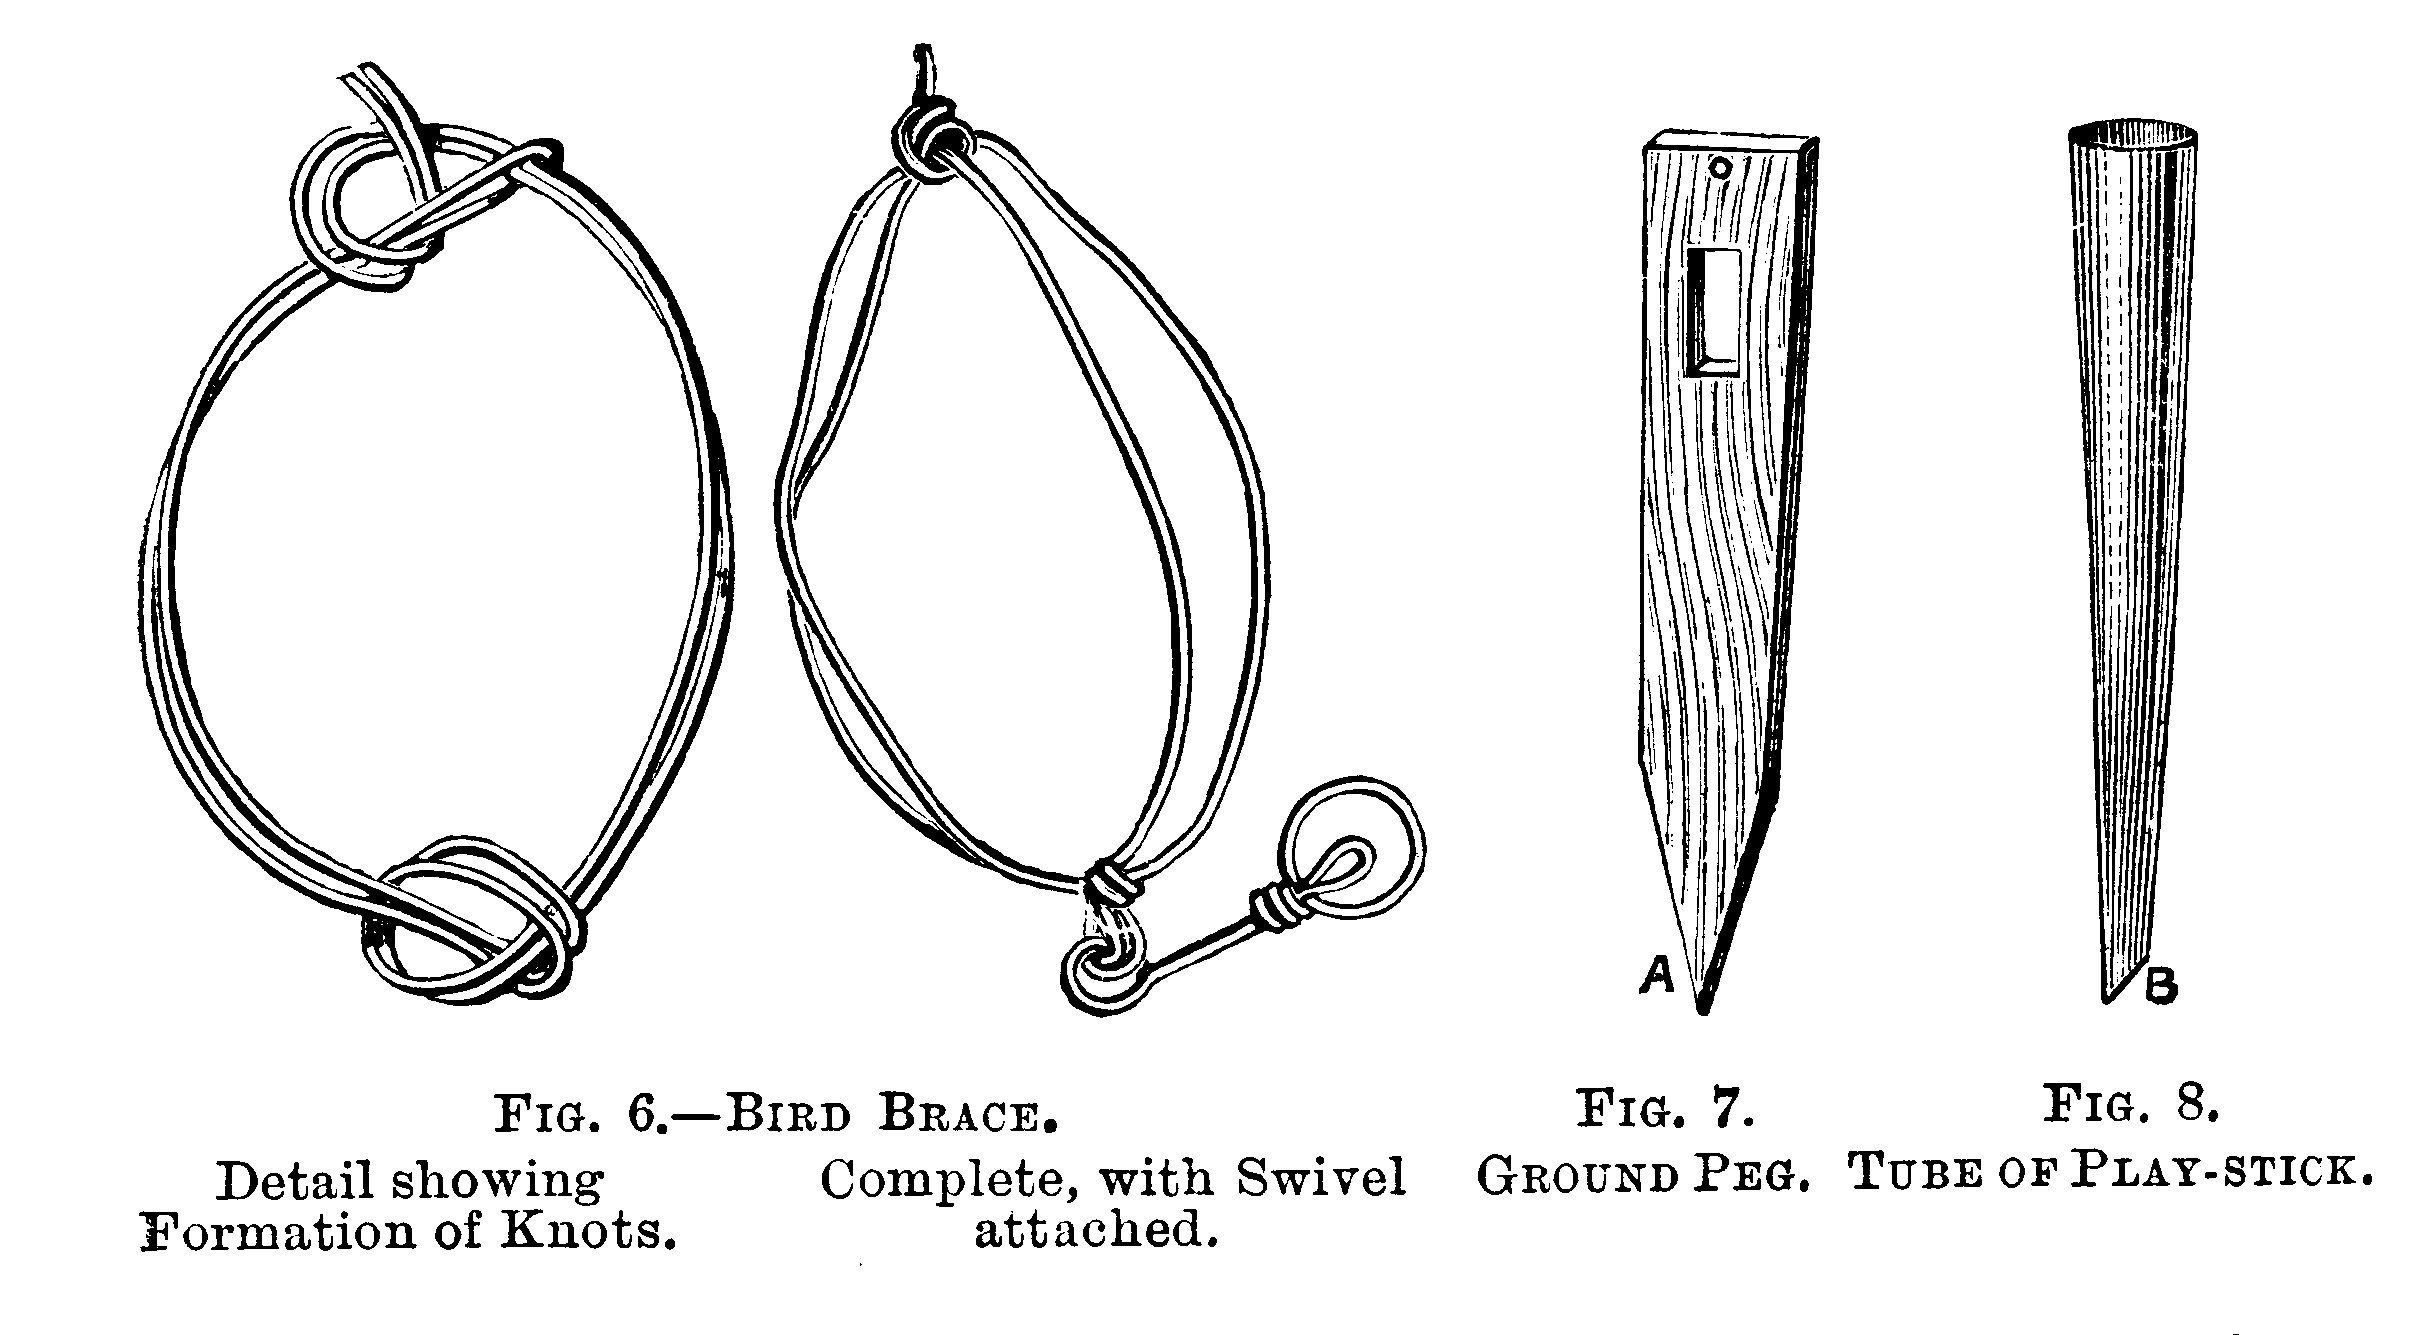 A
B
FIG. 6.—BIRD BRACE.
Detail showing
Formation of Knots.
Complete, with Swivel
attached.
FIG. 7.
GROUND PEG.
FIG. 8.
TUBE OF PLAY-STICK.